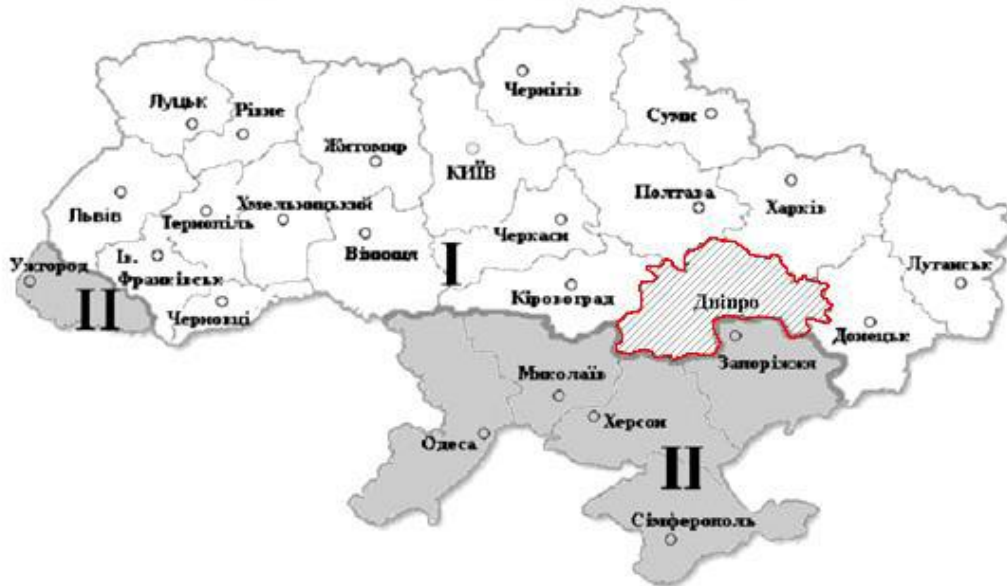 Чернігів
Луцьк
Рівне
Суми
Житомир
КИЇВ
Львів
Тернопіль
Хмельницький
Полтава
Харків
Черкаси
Вінниця
I
Ужгород
Ів.
Франківськ
Луганськ
II
Кіровоград
Дніпро
Черновці
Донецьк
Запоріжжя
Миколаїв
Херсон
Одеса
II
Сімферополь